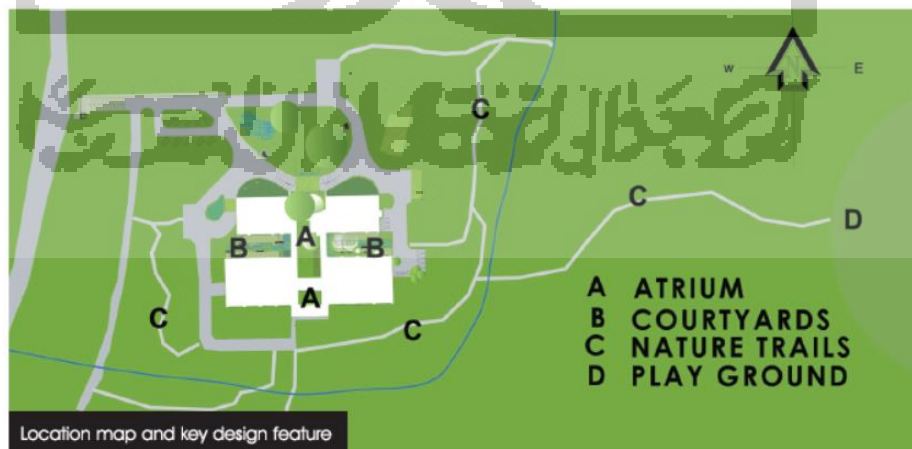 W N E
C
C
D
A
B B
A
C
C
A ATRIUM
B COURTYARDS
C NATURE TRAILS
D PLAY GROUND
Location map and key design feature